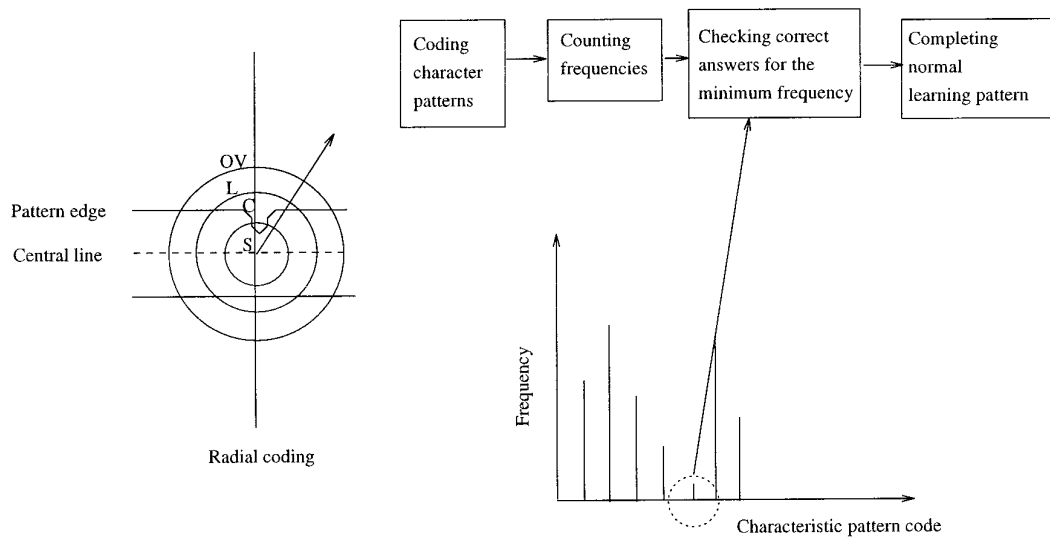 Coding
character
patterns
Counting
frequencies
Checking correct
answers for the
minimum frequency
Completing
normal
learning pattern
OV
L
C
S
Pattern edge
Central line
Radial coding
Frequency
Characteristic pattern code